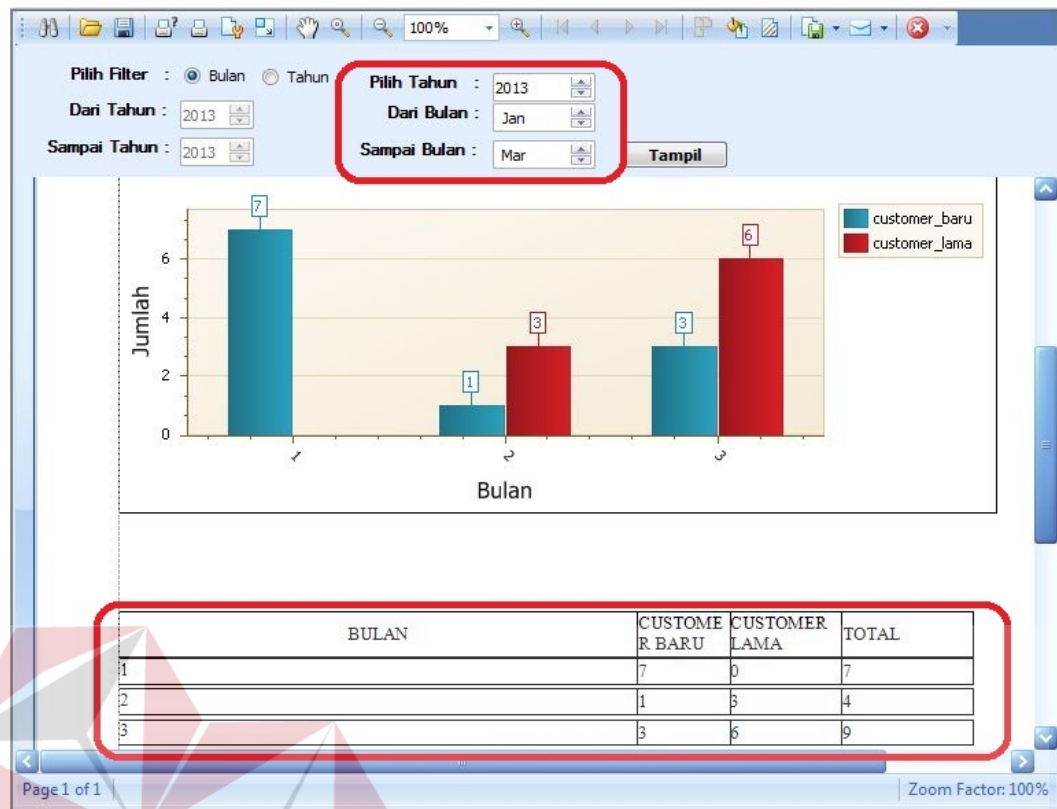 100%
Pilih Filter : Bulan Tahun
Pilih Tahun : 2013
Dari Tahun : 2013
Dari Bulan : Jan
Sampai Tahun : 2013
Sampai Bulan : Mar
Tampil
7
1
3
3
6
customer_baru
customer_lama
Jumlah
6
4
2
0
1 2 3
Bulan
BULAN CUSTOME CUSTOMER TOTAL
R BARU LAMA
1 7 0 7
2 1 3 4
3 3 6 9
Page 1 of 1 Zoom Factor: 100%